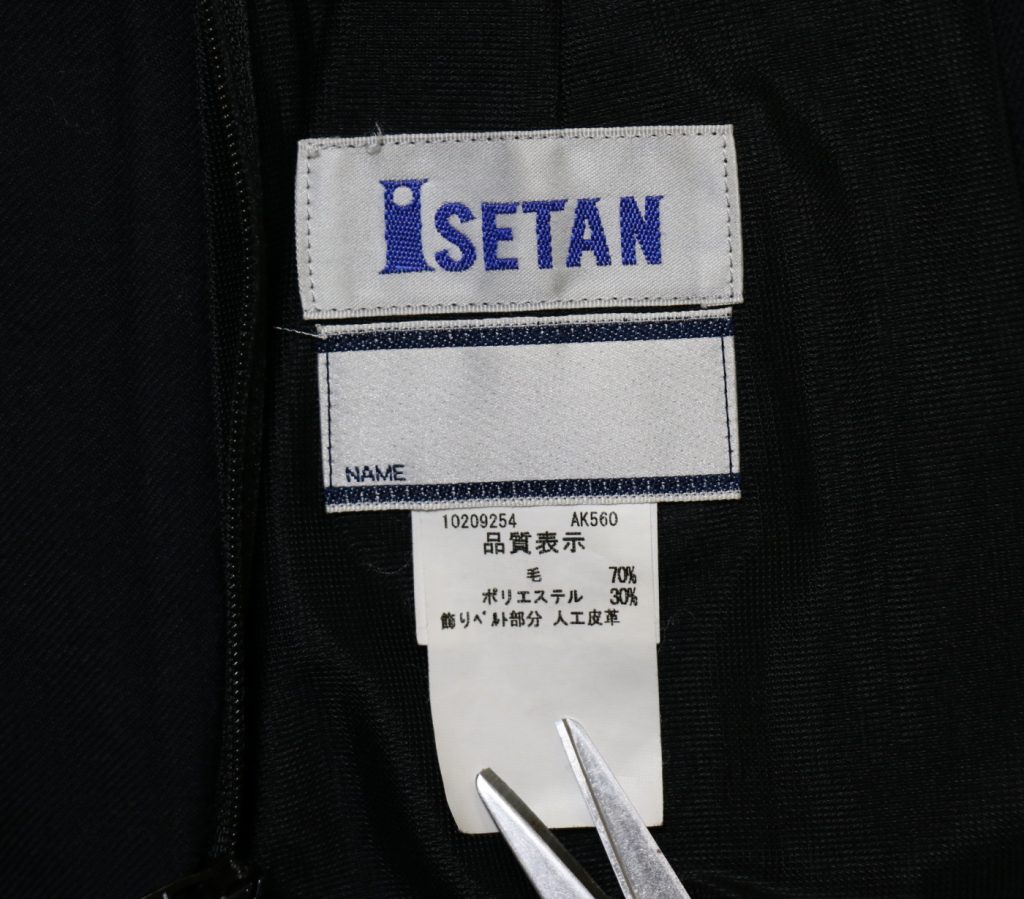 ISETAN
NAME
10209254 AK560
品質表示
毛 70%
ポリエステル 30%
飾りﾍﾞﾙﾄ部分 人工皮革